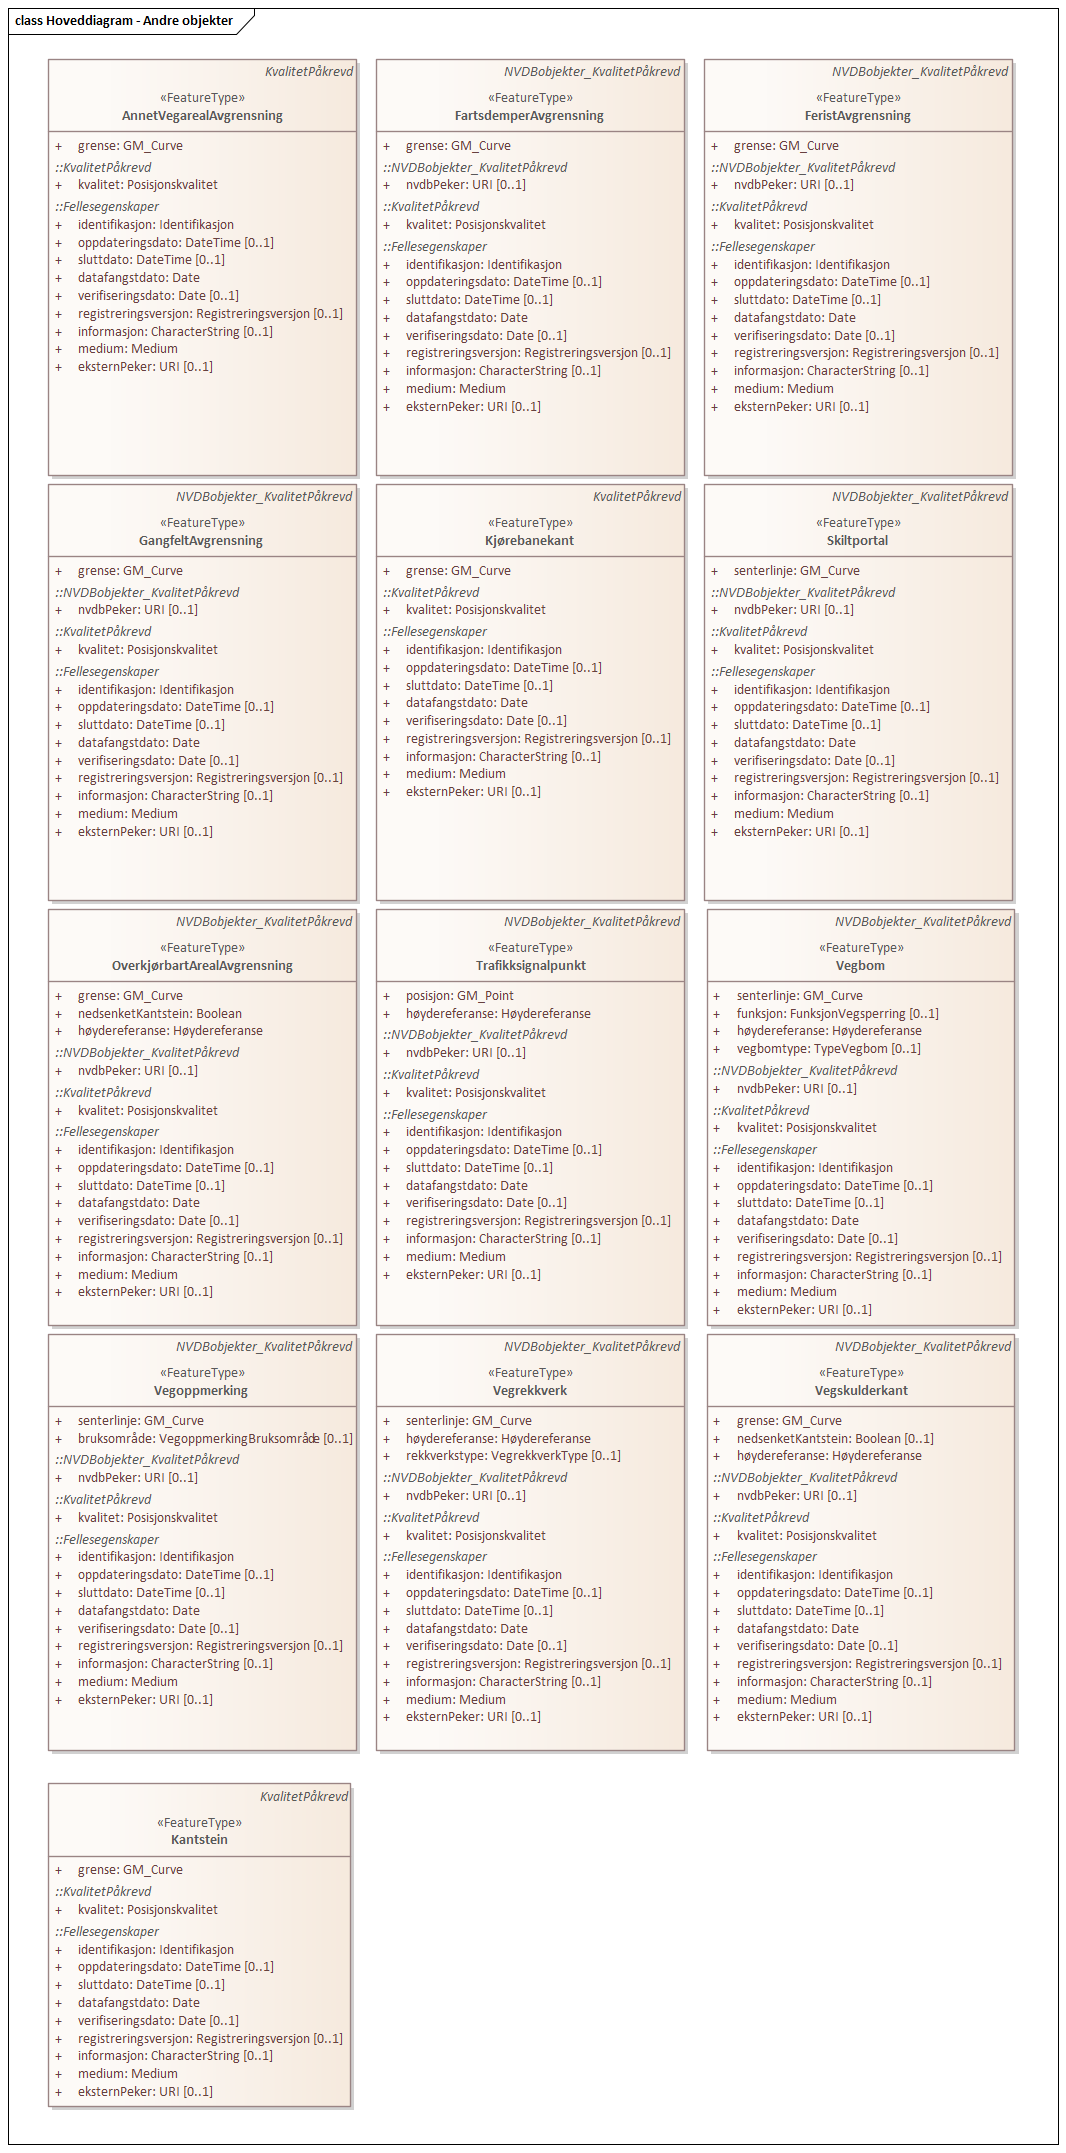 class Hoveddiagram - Andre objekter
KvalitetPåkrevd
«FeatureType»
AnnetVegarealAvgrensning
+ grense: GM_Curve
::KvalitetPåkrevd
+ kvalitet: Posisjonskvalitet
::Fellesegenskaper
+ identifikasjon: Identifikasjon
+ oppdateringsdato: DateTime [0..1]
+ sluttdato: DateTime [0..1]
+ datafangstdato: Date
+ verifiseringsdato: Date [0..1]
+ registreringsversjon: Registreringsversjon [0..1]
+ informasjon: CharacterString [0..1]
+ medium: Medium
+ eksternPeker: URI [0..1]
NVDBobjekter_KvalitetPåkrevd
«FeatureType»
FartsdemperAvgrensning
+ grense: GM_Curve
::NVDBobjekter_KvalitetPåkrevd
+ nvdbPeker: URI [0..1]
::KvalitetPåkrevd
+ kvalitet: Posisjonskvalitet
::Fellesegenskaper
+ identifikasjon: Identifikasjon
+ oppdateringsdato: DateTime [0..1]
+ sluttdato: DateTime [0..1]
+ datafangstdato: Date
+ verifiseringsdato: Date [0..1]
+ registreringsversjon: Registreringsversjon [0..1]
+ informasjon: CharacterString [0..1]
+ medium: Medium
+ eksternPeker: URI [0..1]
NVDBobjekter_KvalitetPåkrevd
«FeatureType»
FeristAvgrensning
+ grense: GM_Curve
::NVDBobjekter_KvalitetPåkrevd
+ nvdbPeker: URI [0..1]
::KvalitetPåkrevd
+ kvalitet: Posisjonskvalitet
::Fellesegenskaper
+ identifikasjon: Identifikasjon
+ oppdateringsdato: DateTime [0..1]
+ sluttdato: DateTime [0..1]
+ datafangstdato: Date
+ verifiseringsdato: Date [0..1]
+ registreringsversjon: Registreringsversjon [0..1]
+ informasjon: CharacterString [0..1]
+ medium: Medium
+ eksternPeker: URI [0..1]
NVDBobjekter_KvalitetPåkrevd
«FeatureType»
GangfeltAvgrensning
+ grense: GM_Curve
::NVDBobjekter_KvalitetPåkrevd
+ nvdbPeker: URI [0..1]
::KvalitetPåkrevd
+ kvalitet: Posisjonskvalitet
::Fellesegenskaper
+ identifikasjon: Identifikasjon
+ oppdateringsdato: DateTime [0..1]
+ sluttdato: DateTime [0..1]
+ datafangstdato: Date
+ verifiseringsdato: Date [0..1]
+ registreringsversjon: Registreringsversjon [0..1]
+ informasjon: CharacterString [0..1]
+ medium: Medium
+ eksternPeker: URI [0..1]
KvalitetPåkrevd
«FeatureType»
Kjørebanekant
+ grense: GM_Curve
::KvalitetPåkrevd
+ kvalitet: Posisjonskvalitet
::Fellesegenskaper
+ identifikasjon: Identifikasjon
+ oppdateringsdato: DateTime [0..1]
+ sluttdato: DateTime [0..1]
+ datafangstdato: Date
+ verifiseringsdato: Date [0..1]
+ registreringsversjon: Registreringsversjon [0..1]
+ informasjon: CharacterString [0..1]
+ medium: Medium
+ eksternPeker: URI [0..1]
NVDBobjekter_KvalitetPåkrevd
«FeatureType»
Skiltportal
+ senterlinje: GM_Curve
::NVDBobjekter_KvalitetPåkrevd
+ nvdbPeker: URI [0..1]
::KvalitetPåkrevd
+ kvalitet: Posisjonskvalitet
::Fellesegenskaper
+ identifikasjon: Identifikasjon
+ oppdateringsdato: DateTime [0..1]
+ sluttdato: DateTime [0..1]
+ datafangstdato: Date
+ verifiseringsdato: Date [0..1]
+ registreringsversjon: Registreringsversjon [0..1]
+ informasjon: CharacterString [0..1]
+ medium: Medium
+ eksternPeker: URI [0..1]
NVDBobjekter_KvalitetPåkrevd
«FeatureType»
OverkjørbartArealAvgrensning
+ grense: GM_Curve
+ nedsenketKantstein: Boolean
+ høydereferanse: Høydereferanse
::NVDBobjekter_KvalitetPåkrevd
+ nvdbPeker: URI [0..1]
::KvalitetPåkrevd
+ kvalitet: Posisjonskvalitet
::Fellesegenskaper
+ identifikasjon: Identifikasjon
+ oppdateringsdato: DateTime [0..1]
+ sluttdato: DateTime [0..1]
+ datafangstdato: Date
+ verifiseringsdato: Date [0..1]
+ registreringsversjon: Registreringsversjon [0..1]
+ informasjon: CharacterString [0..1]
+ medium: Medium
+ eksternPeker: URI [0..1]
NVDBobjekter_KvalitetPåkrevd
«FeatureType»
Trafikksignalpunkt
+ posisjon: GM_Point
+ høydereferanse: Høydereferanse
::NVDBobjekter_KvalitetPåkrevd
+ nvdbPeker: URI [0..1]
::KvalitetPåkrevd
+ kvalitet: Posisjonskvalitet
::Fellesegenskaper
+ identifikasjon: Identifikasjon
+ oppdateringsdato: DateTime [0..1]
+ sluttdato: DateTime [0..1]
+ datafangstdato: Date
+ verifiseringsdato: Date [0..1]
+ registreringsversjon: Registreringsversjon [0..1]
+ informasjon: CharacterString [0..1]
+ medium: Medium
+ eksternPeker: URI [0..1]
NVDBobjekter_KvalitetPåkrevd
«FeatureType»
Vegbom
+ senterlinje: GM_Curve
+ funksjon: FunksjonVegsperring [0..1]
+ høydereferanse: Høydereferanse
+ vegbomtype: TypeVegbom [0..1]
::NVDBobjekter_KvalitetPåkrevd
+ nvdbPeker: URI [0..1]
::KvalitetPåkrevd
+ kvalitet: Posisjonskvalitet
::Fellesegenskaper
+ identifikasjon: Identifikasjon
+ oppdateringsdato: DateTime [0..1]
+ sluttdato: DateTime [0..1]
+ datafangstdato: Date
+ verifiseringsdato: Date [0..1]
+ registreringsversjon: Registreringsversjon [0..1]
+ informasjon: CharacterString [0..1]
+ medium: Medium
+ eksternPeker: URI [0..1]
NVDBobjekter_KvalitetPåkrevd
«FeatureType»
Vegoppmerking
+ senterlinje: GM_Curve
+ bruksområde: VegoppmerkingBruksområde [0..1]
::NVDBobjekter_KvalitetPåkrevd
+ nvdbPeker: URI [0..1]
::KvalitetPåkrevd
+ kvalitet: Posisjonskvalitet
::Fellesegenskaper
+ identifikasjon: Identifikasjon
+ oppdateringsdato: DateTime [0..1]
+ sluttdato: DateTime [0..1]
+ datafangstdato: Date
+ verifiseringsdato: Date [0..1]
+ registreringsversjon: Registreringsversjon [0..1]
+ informasjon: CharacterString [0..1]
+ medium: Medium
+ eksternPeker: URI [0..1]
NVDBobjekter_KvalitetPåkrevd
«FeatureType»
Vegrekkverk
+ senterlinje: GM_Curve
+ høydereferanse: Høydereferanse
+ rekkverkstype: VegrekkverkType [0..1]
::NVDBobjekter_KvalitetPåkrevd
+ nvdbPeker: URI [0..1]
::KvalitetPåkrevd
+ kvalitet: Posisjonskvalitet
::Fellesegenskaper
+ identifikasjon: Identifikasjon
+ oppdateringsdato: DateTime [0..1]
+ sluttdato: DateTime [0..1]
+ datafangstdato: Date
+ verifiseringsdato: Date [0..1]
+ registreringsversjon: Registreringsversjon [0..1]
+ informasjon: CharacterString [0..1]
+ medium: Medium
+ eksternPeker: URI [0..1]
NVDBobjekter_KvalitetPåkrevd
«FeatureType»
Vegskulderkant
+ grense: GM_Curve
+ nedsenketKantstein: Boolean [0..1]
+ høydereferanse: Høydereferanse
::NVDBobjekter_KvalitetPåkrevd
+ nvdbPeker: URI [0..1]
::KvalitetPåkrevd
+ kvalitet: Posisjonskvalitet
::Fellesegenskaper
+ identifikasjon: Identifikasjon
+ oppdateringsdato: DateTime [0..1]
+ sluttdato: DateTime [0..1]
+ datafangstdato: Date
+ verifiseringsdato: Date [0..1]
+ registreringsversjon: Registreringsversjon [0..1]
+ informasjon: CharacterString [0..1]
+ medium: Medium
+ eksternPeker: URI [0..1]
KvalitetPåkrevd
«FeatureType»
Kantstein
+ grense: GM_Curve
::KvalitetPåkrevd
+ kvalitet: Posisjonskvalitet
::Fellesegenskaper
+ identifikasjon: Identifikasjon
+ oppdateringsdato: DateTime [0..1]
+ sluttdato: DateTime [0..1]
+ datafangstdato: Date
+ verifiseringsdato: Date [0..1]
+ registreringsversjon: Registreringsversjon [0..1]
+ informasjon: CharacterString [0..1]
+ medium: Medium
+ eksternPeker: URI [0..1]